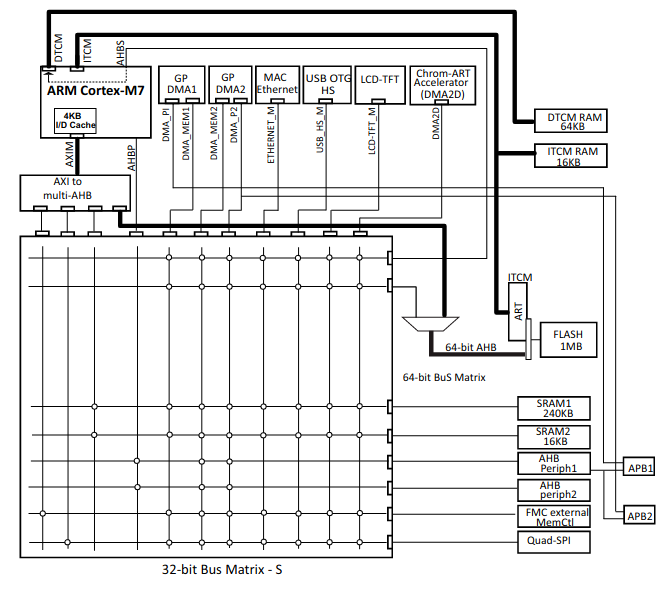 DTCM
ITCM
AHBS
ARM Cortex-M7
4KB
I/D Cache
AXIM
AHBP
GP
DMA1
GP
DMA2
MAC
Ethernet
USB OTG
HS
LCD-TFT
Chrom-ART
Accelerator
(DMA2D)
DMA_PI
DMA_MEM1
DMA_MEM2
DMA_P2
ETHERNET_M
USB_HS_M
LCD-TFT_M
DMA2D
DTCM RAM
64KB
ITCM RAM
16KB
AXI to
multi-AHB
ITCM
ART
FLASH
1MB
64-bit AHB
64-bit BuS Matrix
SRAM1
240KB
SRAM2
16KB
AHB
Periph1
APB1
AHB
periph2
FMC external
MemCtl
APB2
Quad-SPI
32-bit Bus Matrix - S